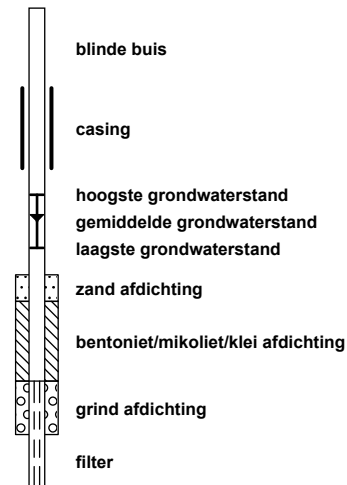 blinde buis
casing
hoogste grondwaterstand
gemiddelde grondwaterstand
laagste grondwaterstand
zand afdichting
bentoniet/mikoliet/klei afdichting
grind afdichting
filter